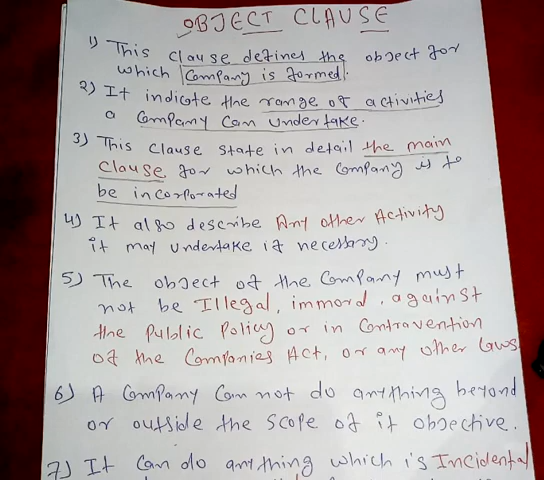 OBJECT CLAUSE
1) This clause defines the object for
which Company is formed.
2) It indicate the range of activities
a Company Can undertake.
3) This Clause State in detail the main
Clause for which the Company is to
be incorporated
4) It also describe Any other Activity
it may undertake if necessary.
5) The object of the Company must
not be Illegal, immoral, against
the Public Policy or in Contravention
of the Companies Act, or any other laws
6) A Company Can not do anything beyond
or outside the Scope of it objective.
7) It Can do anything which is Incidental